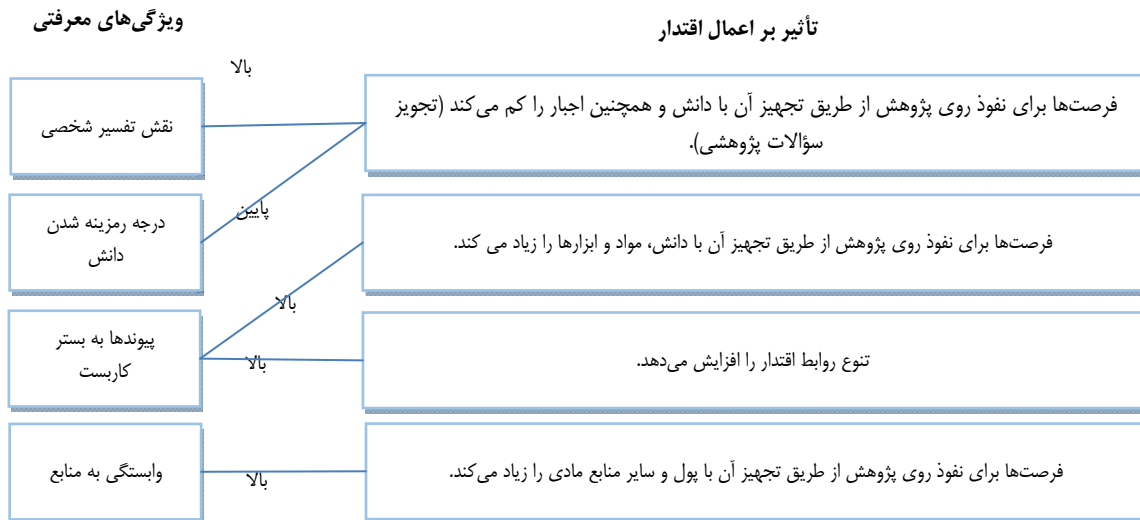 ویژگی‌های معرفتی
تأثیر بر اعمال اقتدار
بالا
نقش تفسیر شخصی
فرصت‌ها برای نفوذ روی پژوهش از طریق تجهیز آن با دانش و همچنین اجبار را کم می‌کند (تجویز
سؤالات پژوهشی).
درجه رمزینه شدن
دانش
پایین
فرصت‌ها برای نفوذ روی پژوهش از طریق تجهیز آن با دانش، مواد و ابزارها را زیاد می کند.
بالا
پیوندها به بستر
کاربست
بالا
تنوع روابط اقتدار را افزایش می‌دهد.
وابستگی به منابع
بالا
فرصت‌ها برای نفوذ روی پژوهش از طریق تجهیز آن با پول و سایر منابع مادی را زیاد می‌کند.